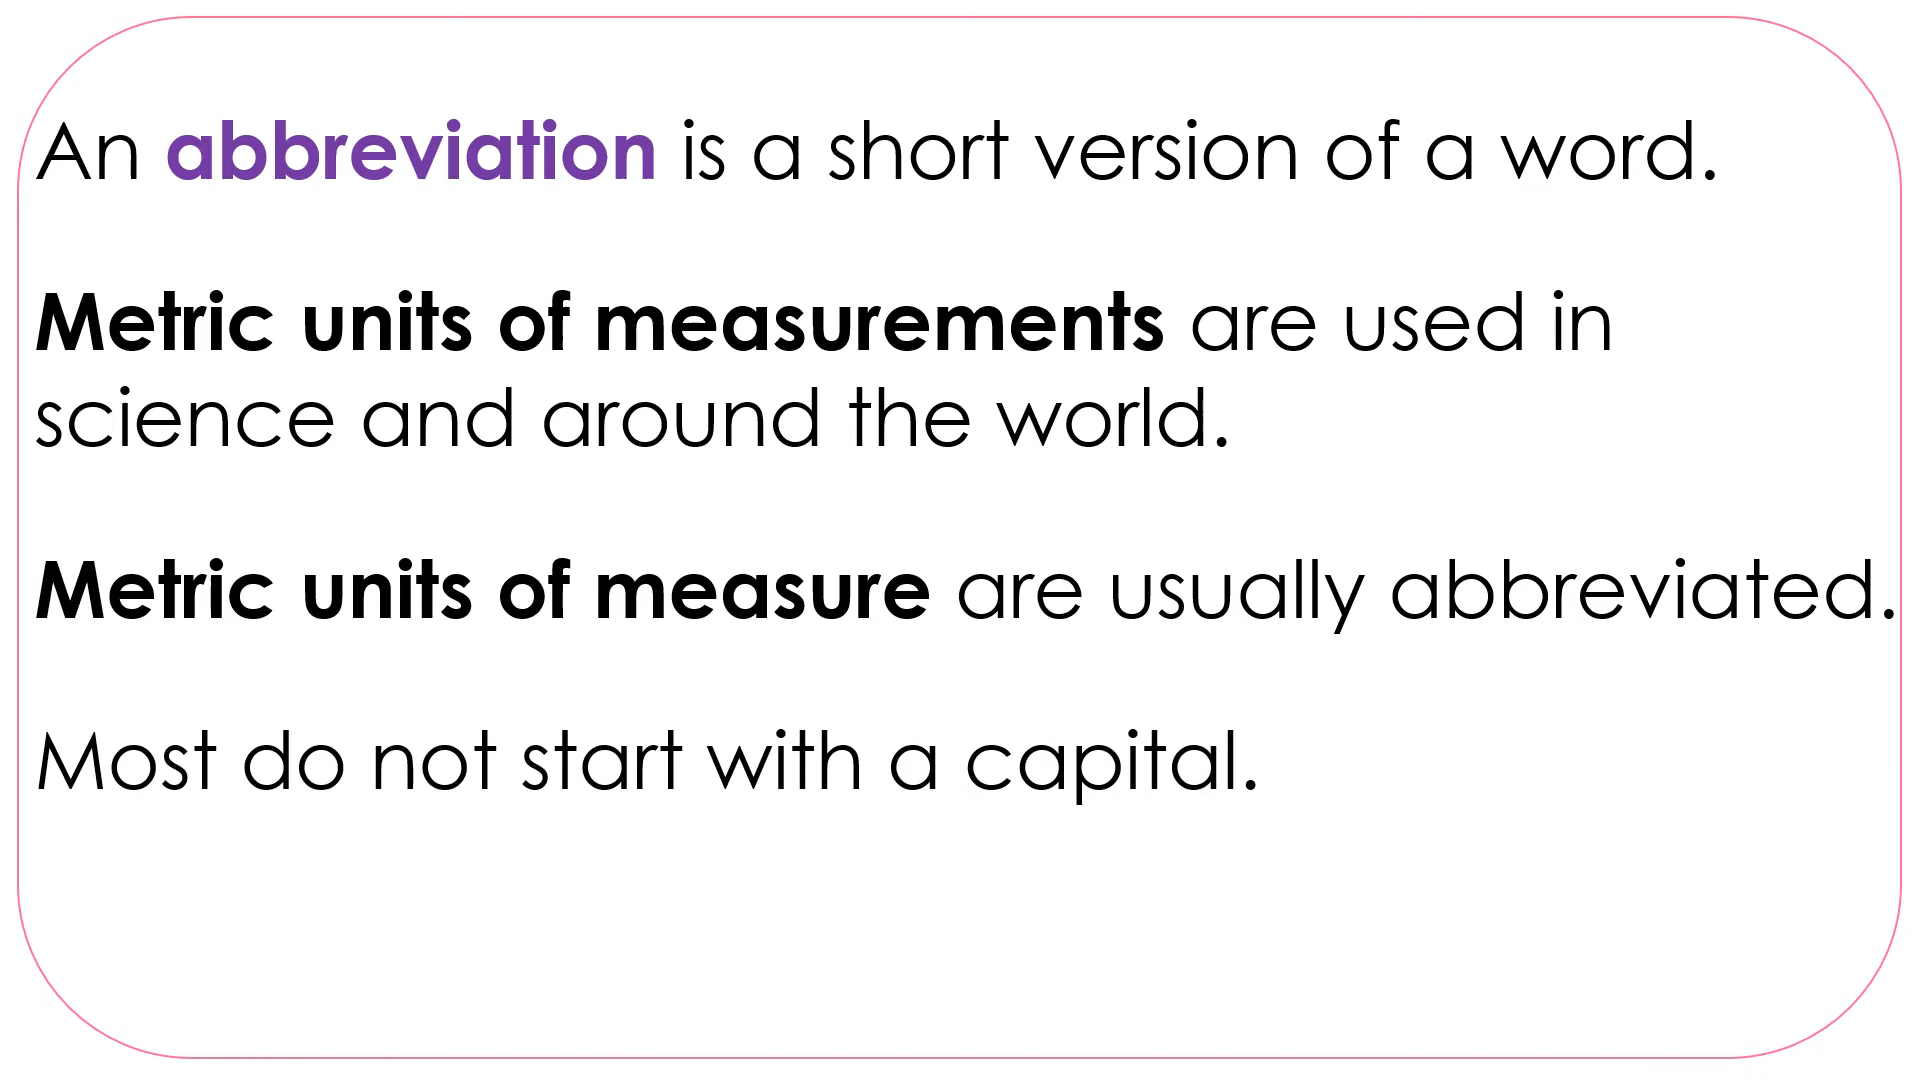 An abbreviation is a short version of a word.
Metric units of measurements are used in
science and around the world.
Metric units of measure are usually abbreviated.
Most do not start with a capital.